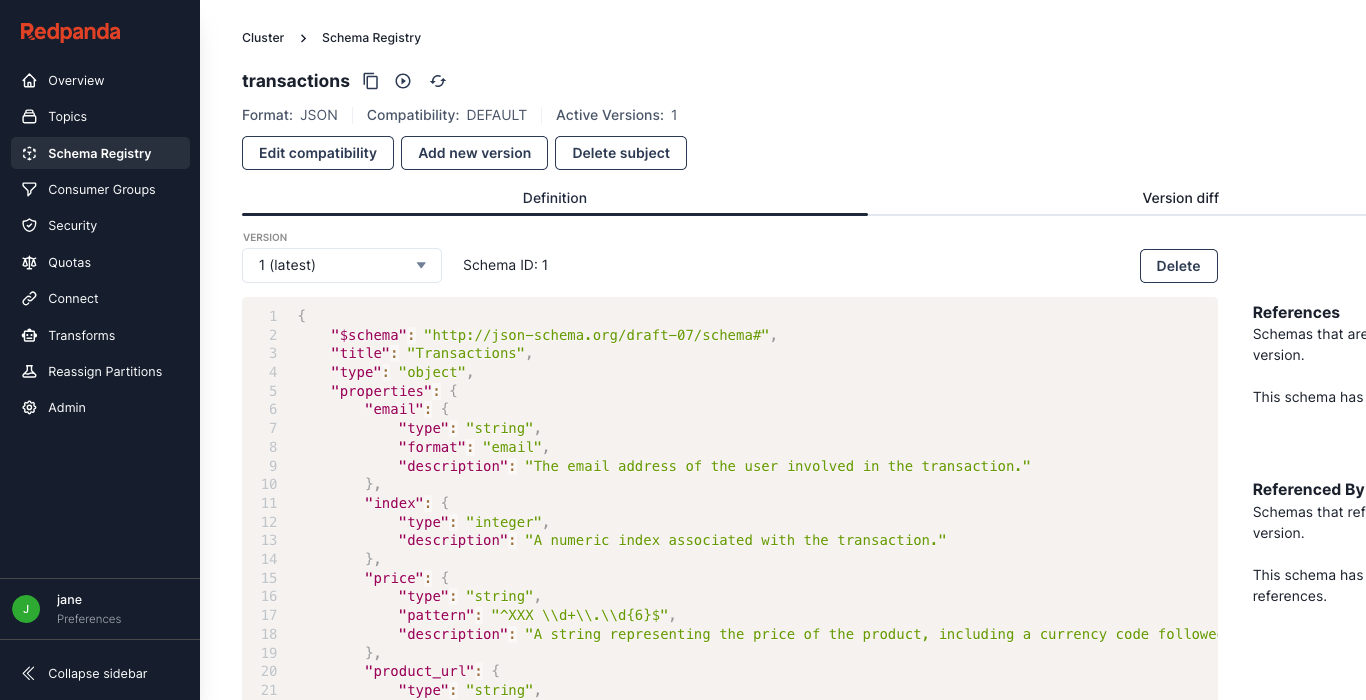 Redpanda
Overview
Topics
Schema Registry
Consumer Groups
Security
Quotas
Connect
Transforms
Reassign Partitions
Admin
J
jane
Preferences
Collapse sidebar
Cluster > Schema Registry
transactions
Format: JSON Compatibility: DEFAULT Active Versions: 1
Edit compatibility Add new version Delete subject
Definition Version diff
VERSION
1 (latest) Schema ID: 1 Delete
1 {
2 "$schema": "http://json-schema.org/draft-07/schema#",
3 "title": "Transactions",
4 "type": "object",
5 "properties": {
6 "email": {
7 "type": "string",
8 "format": "email",
9 "description": "The email address of the user involved in the transaction."
10 },
11 "index": {
12 "type": "integer",
13 "description": "A numeric index associated with the transaction."
14 },
15 "price": {
16 "type": "string",
17 "pattern": "^XXX \\d+\\.\\d{6}$",
18 "description": "A string representing the price of the product, including a currency code followe
19 },
20 "product_url": {
21 "type": "string",
References
Schemas that are
version.
This schema has
Referenced By
Schemas that ref
version.
This schema has
references.